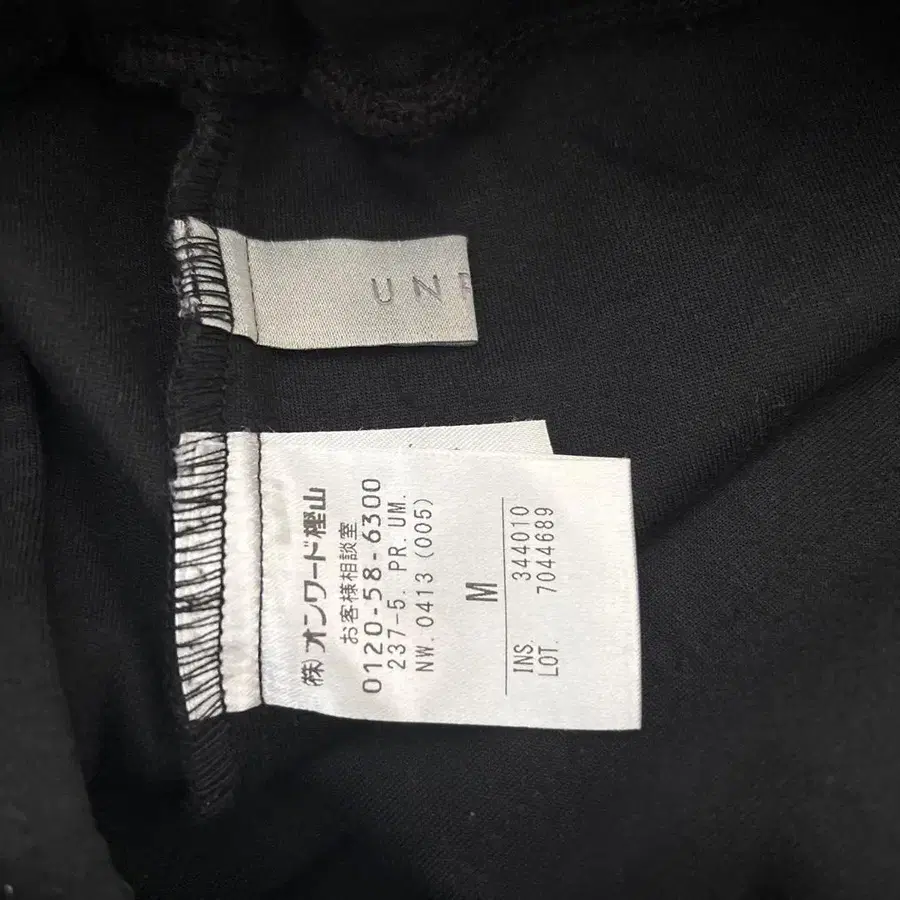 U N
(株)オンワード樫山
お客様相談室
0120-58-6300
237-5. PR. UM.
NW. 0413 (005)
M
INS. 344010
LOT. 7044689